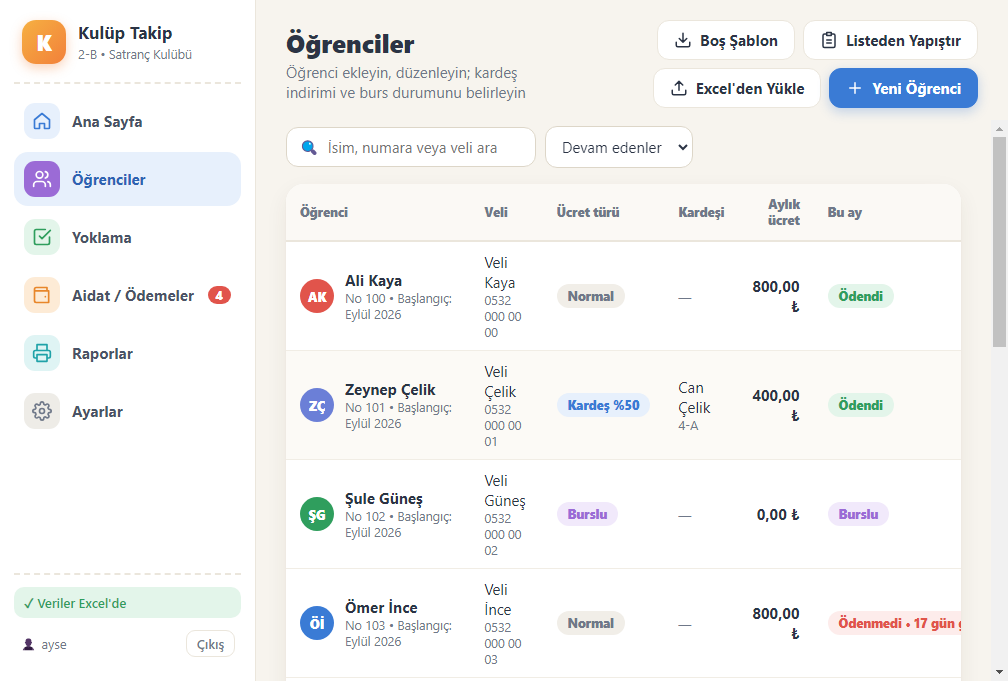 K
Kulüp Takip
2-B • Satranç Kulübü
Ana Sayfa
Öğrenciler
Yoklama
Aidat / Ödemeler 4
Raporlar
Ayarlar
✓ Veriler Excel'de
ayse
Çıkış
Öğrenciler
Öğrenci ekleyin, düzenleyin; kardeş
indirimi ve burs durumunu belirleyin
Boş Şablon
Listeden Yapıştır
Excel'den Yükle
+ Yeni Öğrenci
İsim, numara veya veli ara
Devam edenler
Öğrenci
Veli
Ücret türü
Kardeşi
Aylık
ücret
Bu ay
AK
Ali Kaya
No 100 • Başlangıç:
Eylül 2026
Veli
Kaya
0532
000 00
00
Normal
—
800,00
₺
Ödendi
ZÇ
Zeynep Çelik
No 101 • Başlangıç:
Eylül 2026
Veli
Çelik
0532
000 00
01
Kardeş %50
Can
Çelik
4-A
400,00
₺
Ödendi
ŞG
Şule Güneş
No 102 • Başlangıç:
Eylül 2026
Veli
Güneş
0532
000 00
02
Burslu
—
0,00 ₺
Burslu
Öİ
Ömer İnce
No 103 • Başlangıç:
Eylül 2026
Veli
İnce
0532
000 00
03
Normal
—
800,00
₺
Ödenmedi • 17 gün